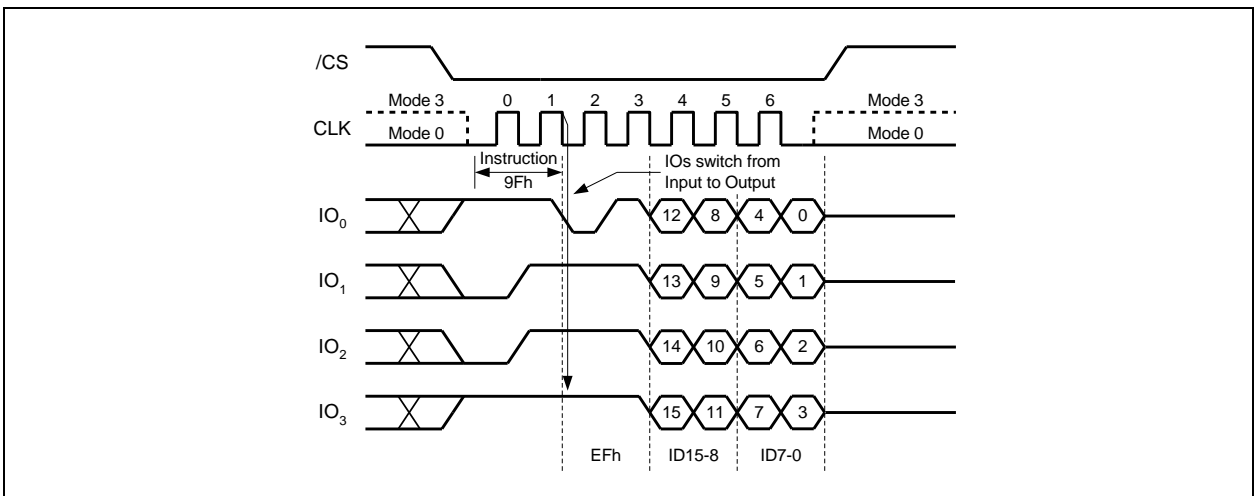 /CS
Mode 3 0 1 2 3 4 5 6 Mode 3
CLK
Mode 0 Mode 0
Instruction
9Fh
IOs switch from
Input to Output
IO0 12 8 4 0
IO1 13 9 5 1
IO2 14 10 6 2
IO3 15 11 7 3
EFh ID15-8 ID7-0